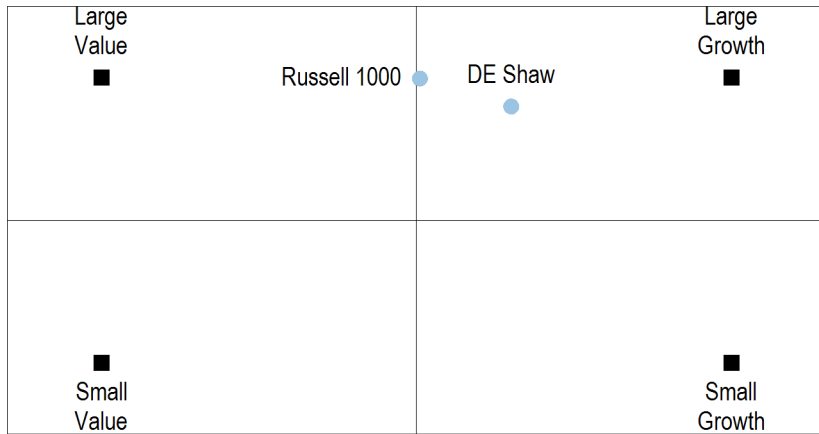 Large
Value
Large
Growth
Russell 1000
DE Shaw
Small
Value
Small
Growth